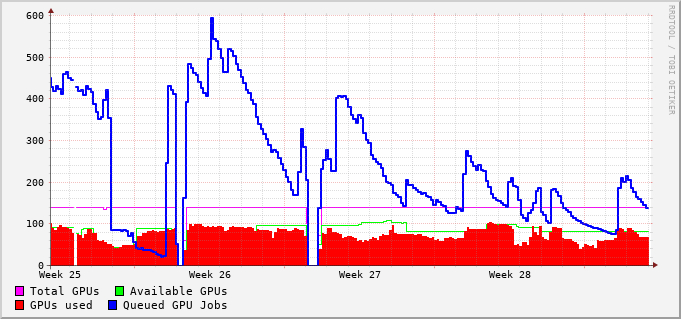 600
500
400
300
200
100
0
Week 25 Week 26 Week 27 Week 28
Total GPUs Available GPUs
GPUs used Queued GPU Jobs
RRDTOOL / TOBI OETIKER